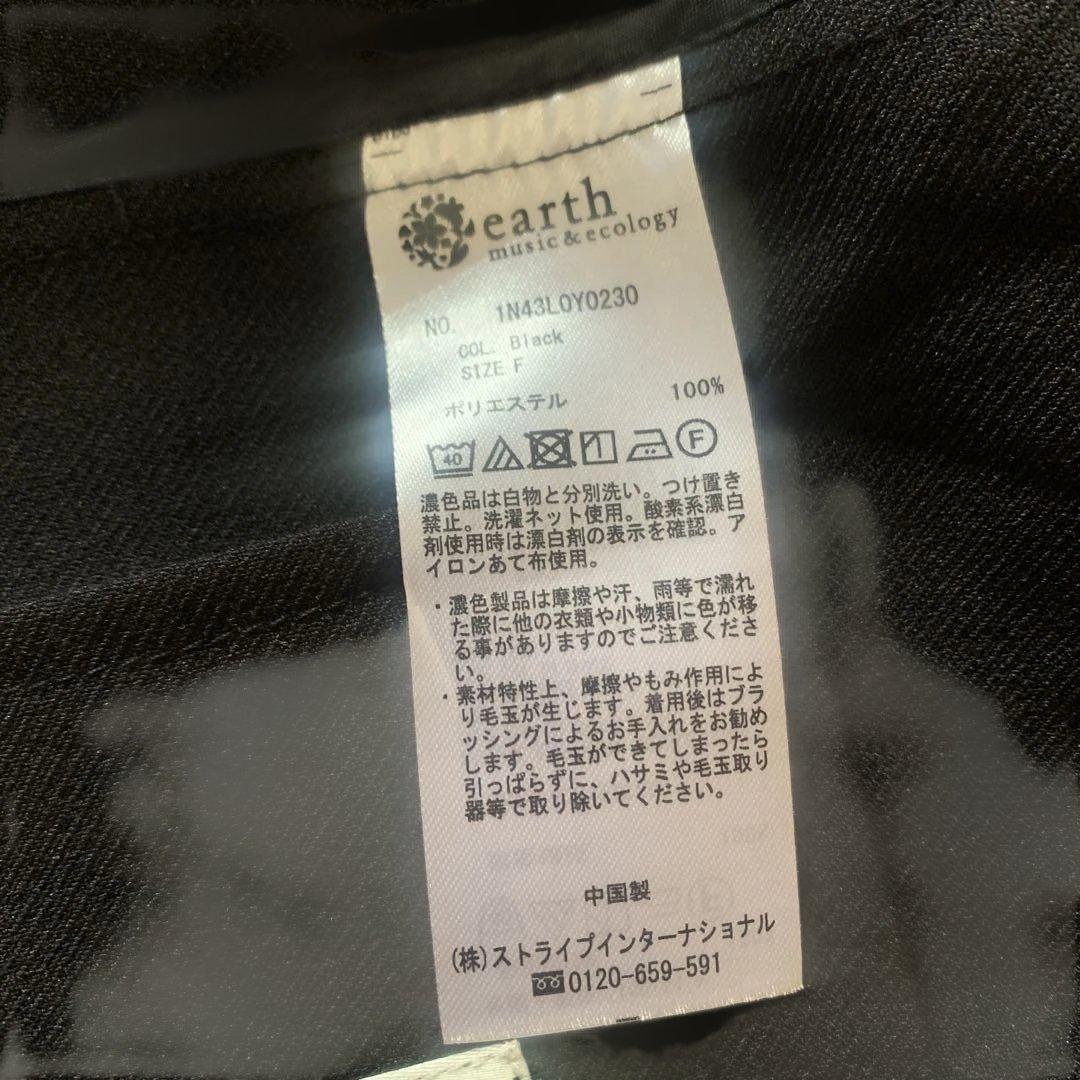 earth
music&ecology
NO. 1N43L0Y0230
COL. Black
SIZE F
ポリエステル 100%
40
F
濃色品は白物と分別洗い。つけ置き
禁止。洗濯ネット使用。酸素系漂白
剤使用時は漂白剤の表示を確認。ア
イロンあて布使用。
・濃色製品は摩擦や汗、雨等で濡れ
た際に他の衣類や小物類に色が移
る事がありますのでご注意くださ
い。
・素材特性上、摩擦やもみ作用によ
り毛玉が生じます。着用後はブラ
ッシングによるお手入れをお勧め
します。毛玉ができてしまったら
引っぱらずに、ハサミや毛玉取り
器等で取り除いてください。
中国製
(株)ストライプインターナショナル
0120-659-591